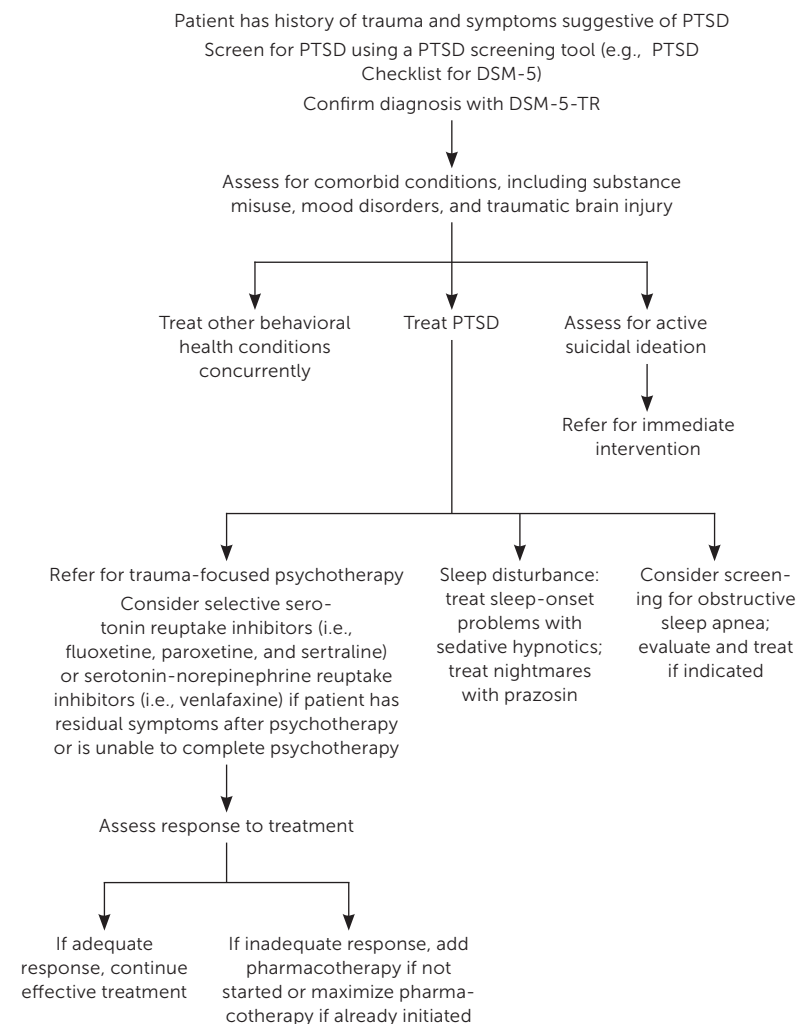 Patient has history of trauma and symptoms suggestive of PTSD
Screen for PTSD using a PTSD screening tool (e.g., PTSD
Checklist for DSM-5)
Confirm diagnosis with DSM-5-TR
Assess for comorbid conditions, including substance
misuse, mood disorders, and traumatic brain injury
Treat other behavioral
health conditions
concurrently
Treat PTSD
Assess for active
suicidal ideation
Refer for immediate
intervention
Refer for trauma-focused psychotherapy
Consider selective sero-
tonin reuptake inhibitors (i.e.,
fluoxetine, paroxetine, and sertraline)
or serotonin-norepinephrine reuptake
inhibitors (i.e., venlafaxine) if patient has
residual symptoms after psychotherapy
or is unable to complete psychotherapy
Sleep disturbance:
treat sleep-onset
problems with
sedative hypnotics;
treat nightmares
with prazosin
Consider screen-
ing for obstructive
sleep apnea;
evaluate and treat
if indicated
Assess response to treatment
If adequate
response, continue
effective treatment
If inadequate response, add
pharmacotherapy if not
started or maximize pharma-
cotherapy if already initiated